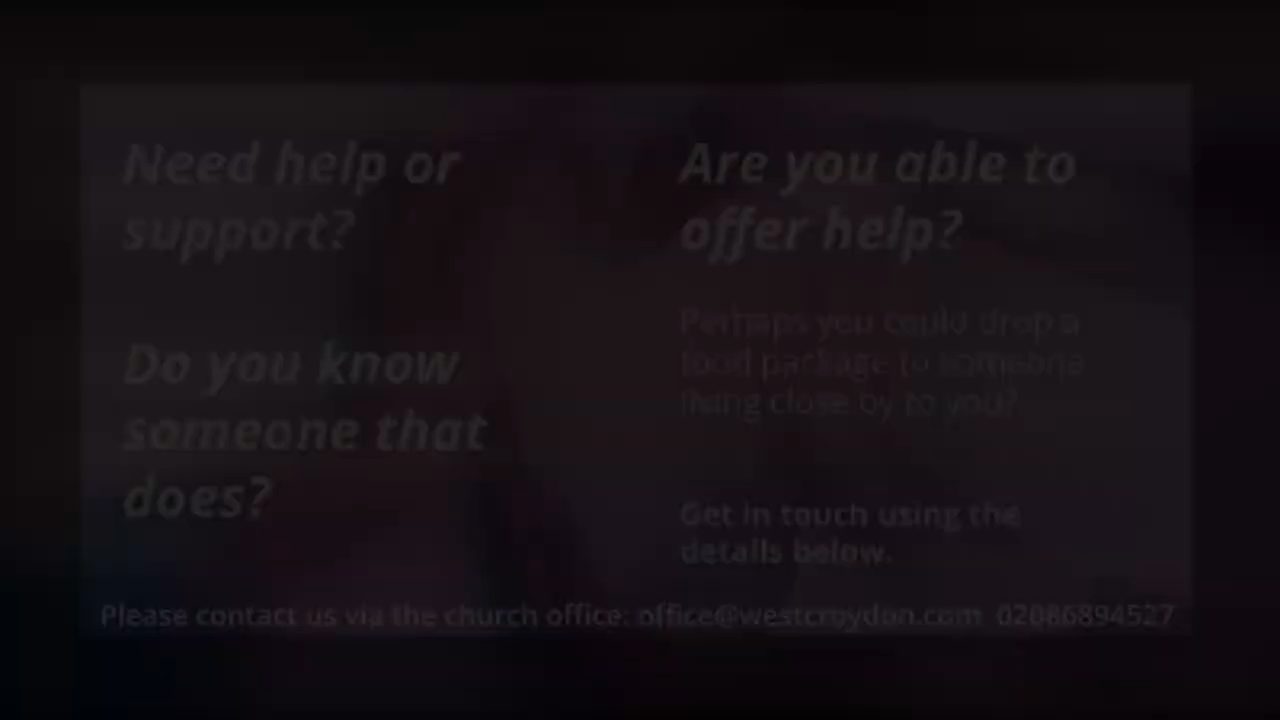 Need help or
support?
Do you know
someone that
does?
Are you able to
offer help?
Perhaps you could drop a
food package to someone
living close by to you?
Get in touch using the
details below.
Please contact us via the church office: office@westcroydon.com 02086894527